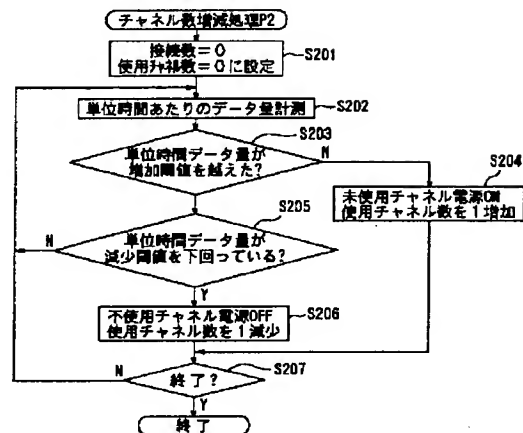 チャネル数増減処理P2
接続数=0
使用チャネル数=0に設定
S201
単位時間あたりのデータ量計測
S202
S203
単位時間データ量が
増加閾値を越えた?
N
S204
未使用チャネル電源ON
使用チャネル数を1増加
S205
単位時間データ量が
減少閾値を下回っている?
N
Y
不使用チャネル電源OFF
使用チャネル数を1減少
S206
N
終了?
S207
Y
終了